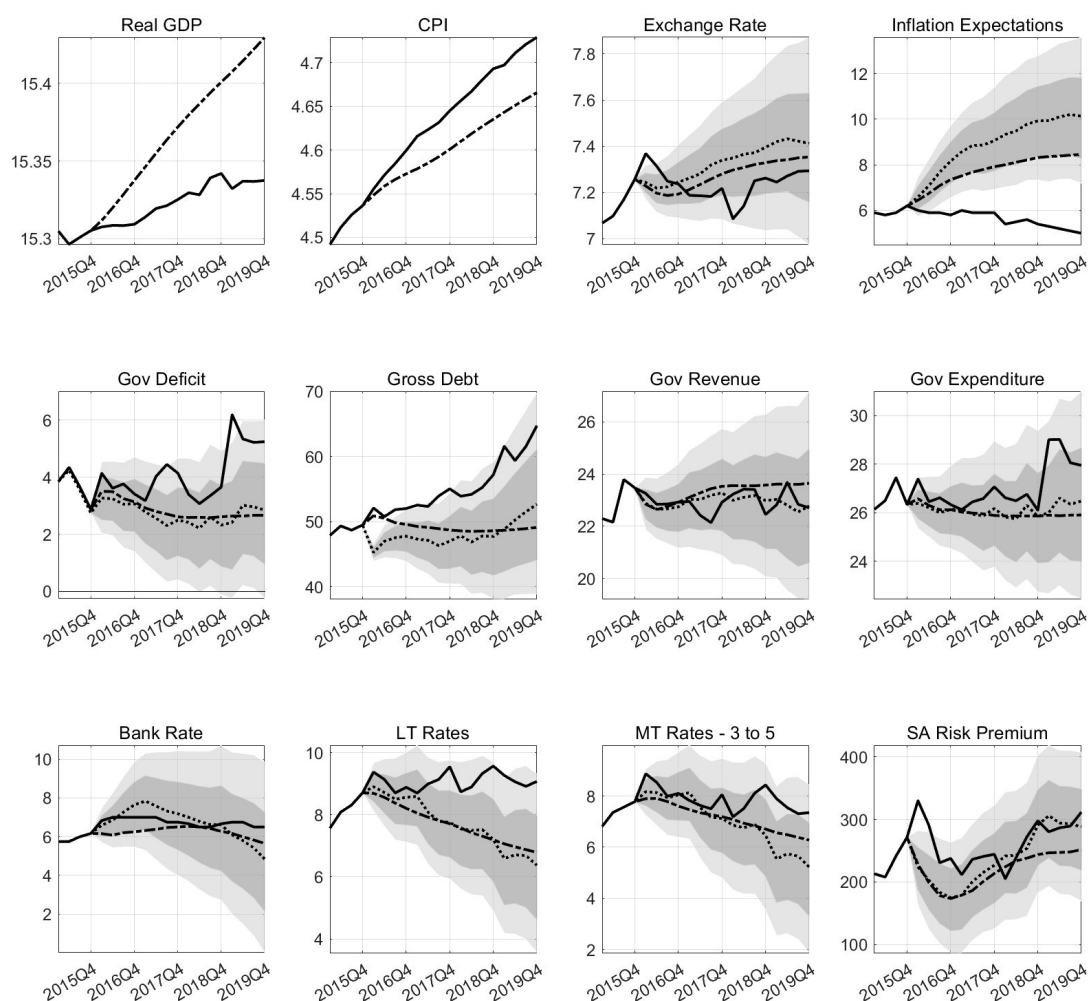 Real GDP
15.4
15.35
15.3
2015Q4
2016Q4
2017Q4
2018Q4
2019Q4
CPI
4.7
4.65
4.6
4.55
4.5
2015Q4
2016Q4
2017Q4
2018Q4
2019Q4
Exchange Rate
7.8
7.6
7.4
7.2
7
2015Q4
2016Q4
2017Q4
2018Q4
2019Q4
Inflation Expectations
12
10
8
6
2015Q4
2016Q4
2017Q4
2018Q4
2019Q4
Gov Deficit
6
4
2
0
2015Q4
2016Q4
2017Q4
2018Q4
2019Q4
Gross Debt
70
60
50
40
2015Q4
2016Q4
2017Q4
2018Q4
2019Q4
Gov Revenue
26
24
22
20
2015Q4
2016Q4
2017Q4
2018Q4
2019Q4
Gov Expenditure
30
28
26
24
2015Q4
2016Q4
2017Q4
2018Q4
2019Q4
Bank Rate
10
8
6
4
2
2015Q4
2016Q4
2017Q4
2018Q4
2019Q4
LT Rates
10
8
6
4
2015Q4
2016Q4
2017Q4
2018Q4
2019Q4
MT Rates - 3 to 5
8
6
4
2
2015Q4
2016Q4
2017Q4
2018Q4
2019Q4
SA Risk Premium
400
300
200
100
2015Q4
2016Q4
2017Q4
2018Q4
2019Q4